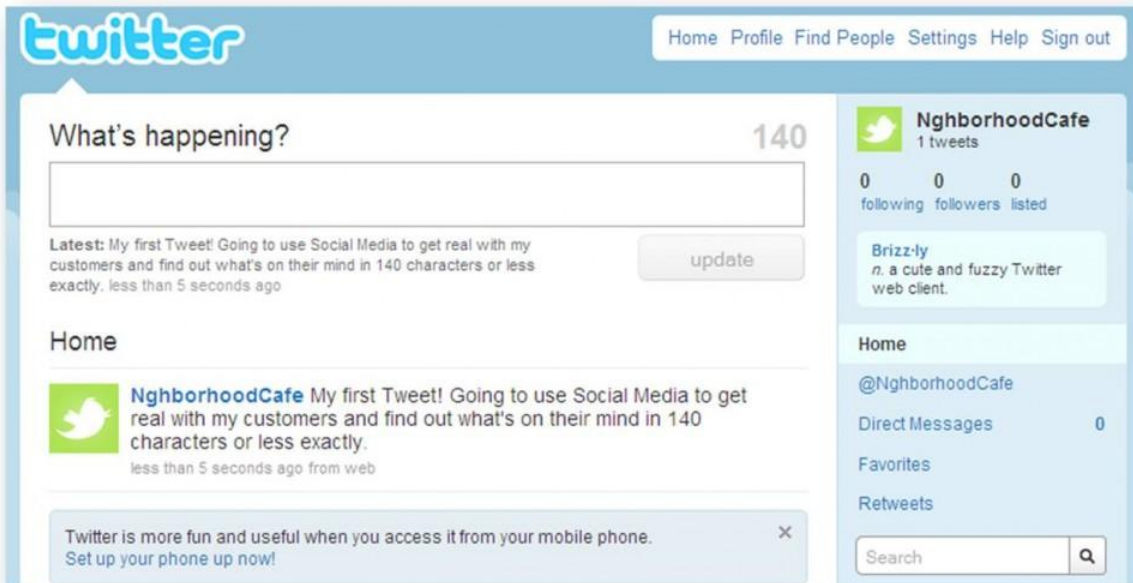 twitter
Home Profile Find People Settings Help Sign out
What's happening?
140
Latest: My first Tweet! Going to use Social Media to get real with my
customers and find out what's on their mind in 140 characters or less
exactly. less than 5 seconds ago
update
Home
NghborhoodCafe My first Tweet! Going to use Social Media to get
real with my customers and find out what's on their mind in 140
characters or less exactly.
less than 5 seconds ago from web
Twitter is more fun and useful when you access it from your mobile phone.
×
Set up your phone up now!
NghborhoodCafe
1 tweets
0 0 0
following followers listed
Brizz·ly
n. a cute and fuzzy Twitter
web client.
Home
@NghborhoodCafe
Direct Messages 0
Favorites
Retweets
Search